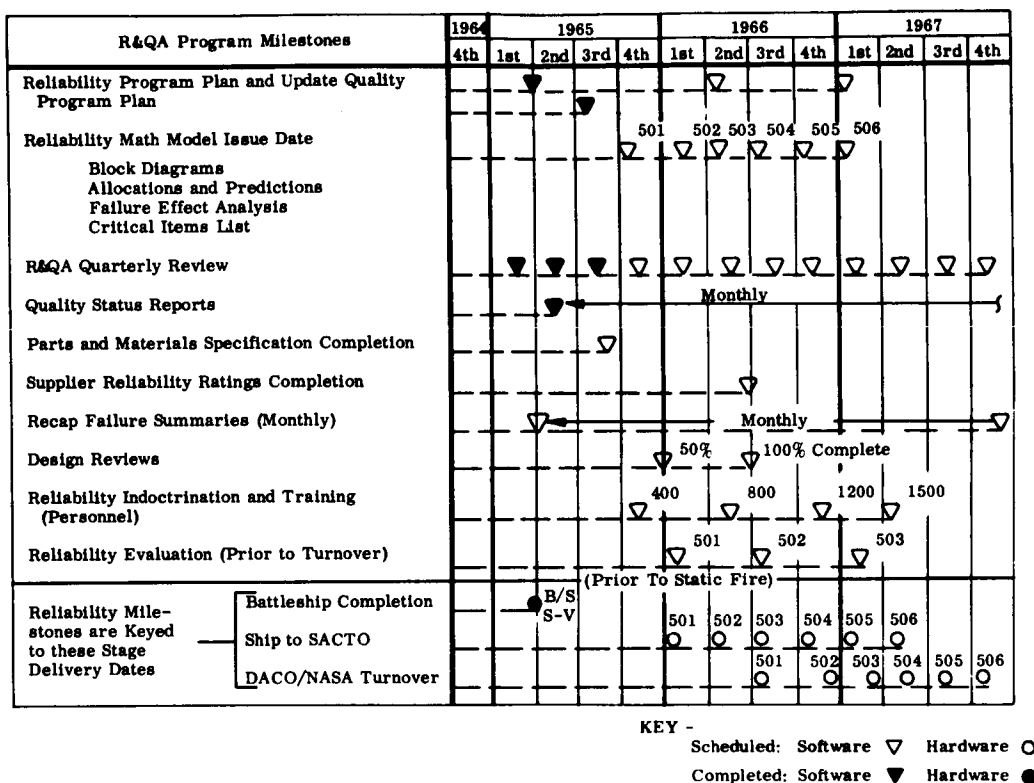 R&QA Program Milestones
1964 1965 1966 1967
4th 1st 2nd 3rd 4th 1st 2nd 3rd 4th 1st 2nd 3rd 4th
Reliability Program Plan and Update Quality
Program Plan
Reliability Math Model Issue Date
501 502 503 504 505 506
Block Diagrams
Allocations and Predictions
Failure Effect Analysis
Critical Items List
R&QA Quarterly Review
Quality Status Reports
Monthly
Parts and Materials Specification Completion
Supplier Reliability Ratings Completion
Recap Failure Summaries (Monthly)
Monthly
Design Reviews
50% 100% Complete
Reliability Indoctrination and Training
(Personnel)
400 800 1200 1500
Reliability Evaluation (Prior to Turnover)
501 502 503
(Prior To Static Fire)
Reliability Mile-
stones are Keyed
to these Stage
Delivery Dates
Battleship Completion
B/S
S-V
Ship to SACTO
501 502 503 504 505 506
DACO/NASA Turnover
501 502 503 504 505 506
KEY -
Scheduled: Software Hardware
Completed: Software Hardware